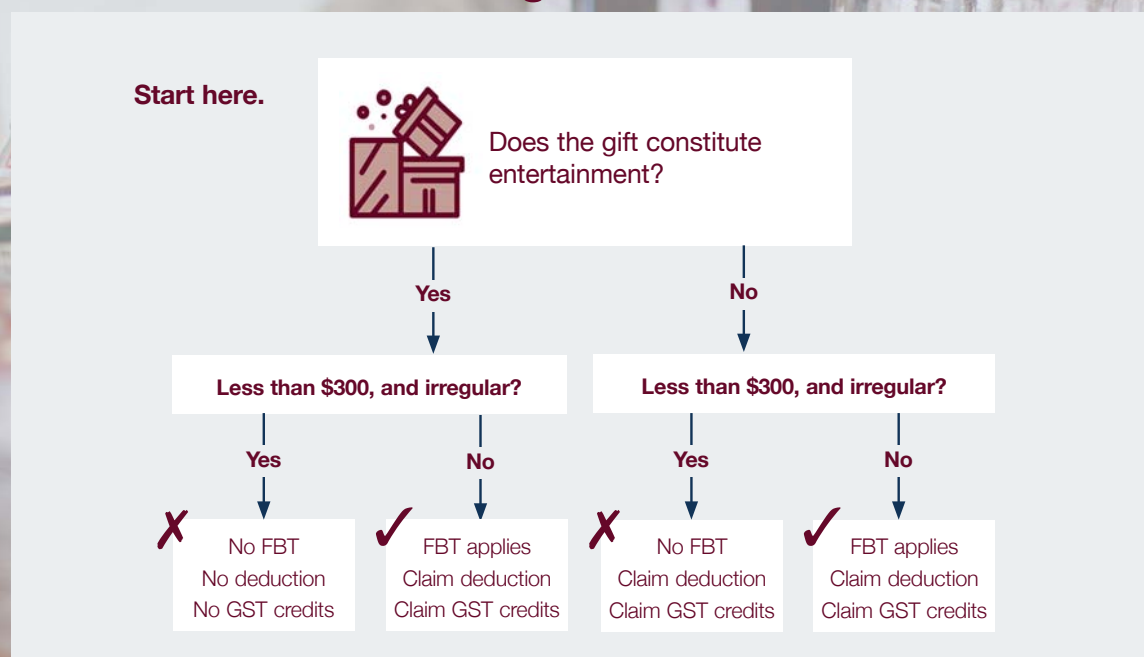 Start here.
Does the gift constitute
entertainment?
Yes
No
Less than $300, and irregular?
Less than $300, and irregular?
Yes
No
Yes
No
No FBT
No deduction
No GST credits
FBT applies
Claim deduction
Claim GST credits
No FBT
Claim deduction
Claim GST credits
FBT applies
Claim deduction
Claim GST credits